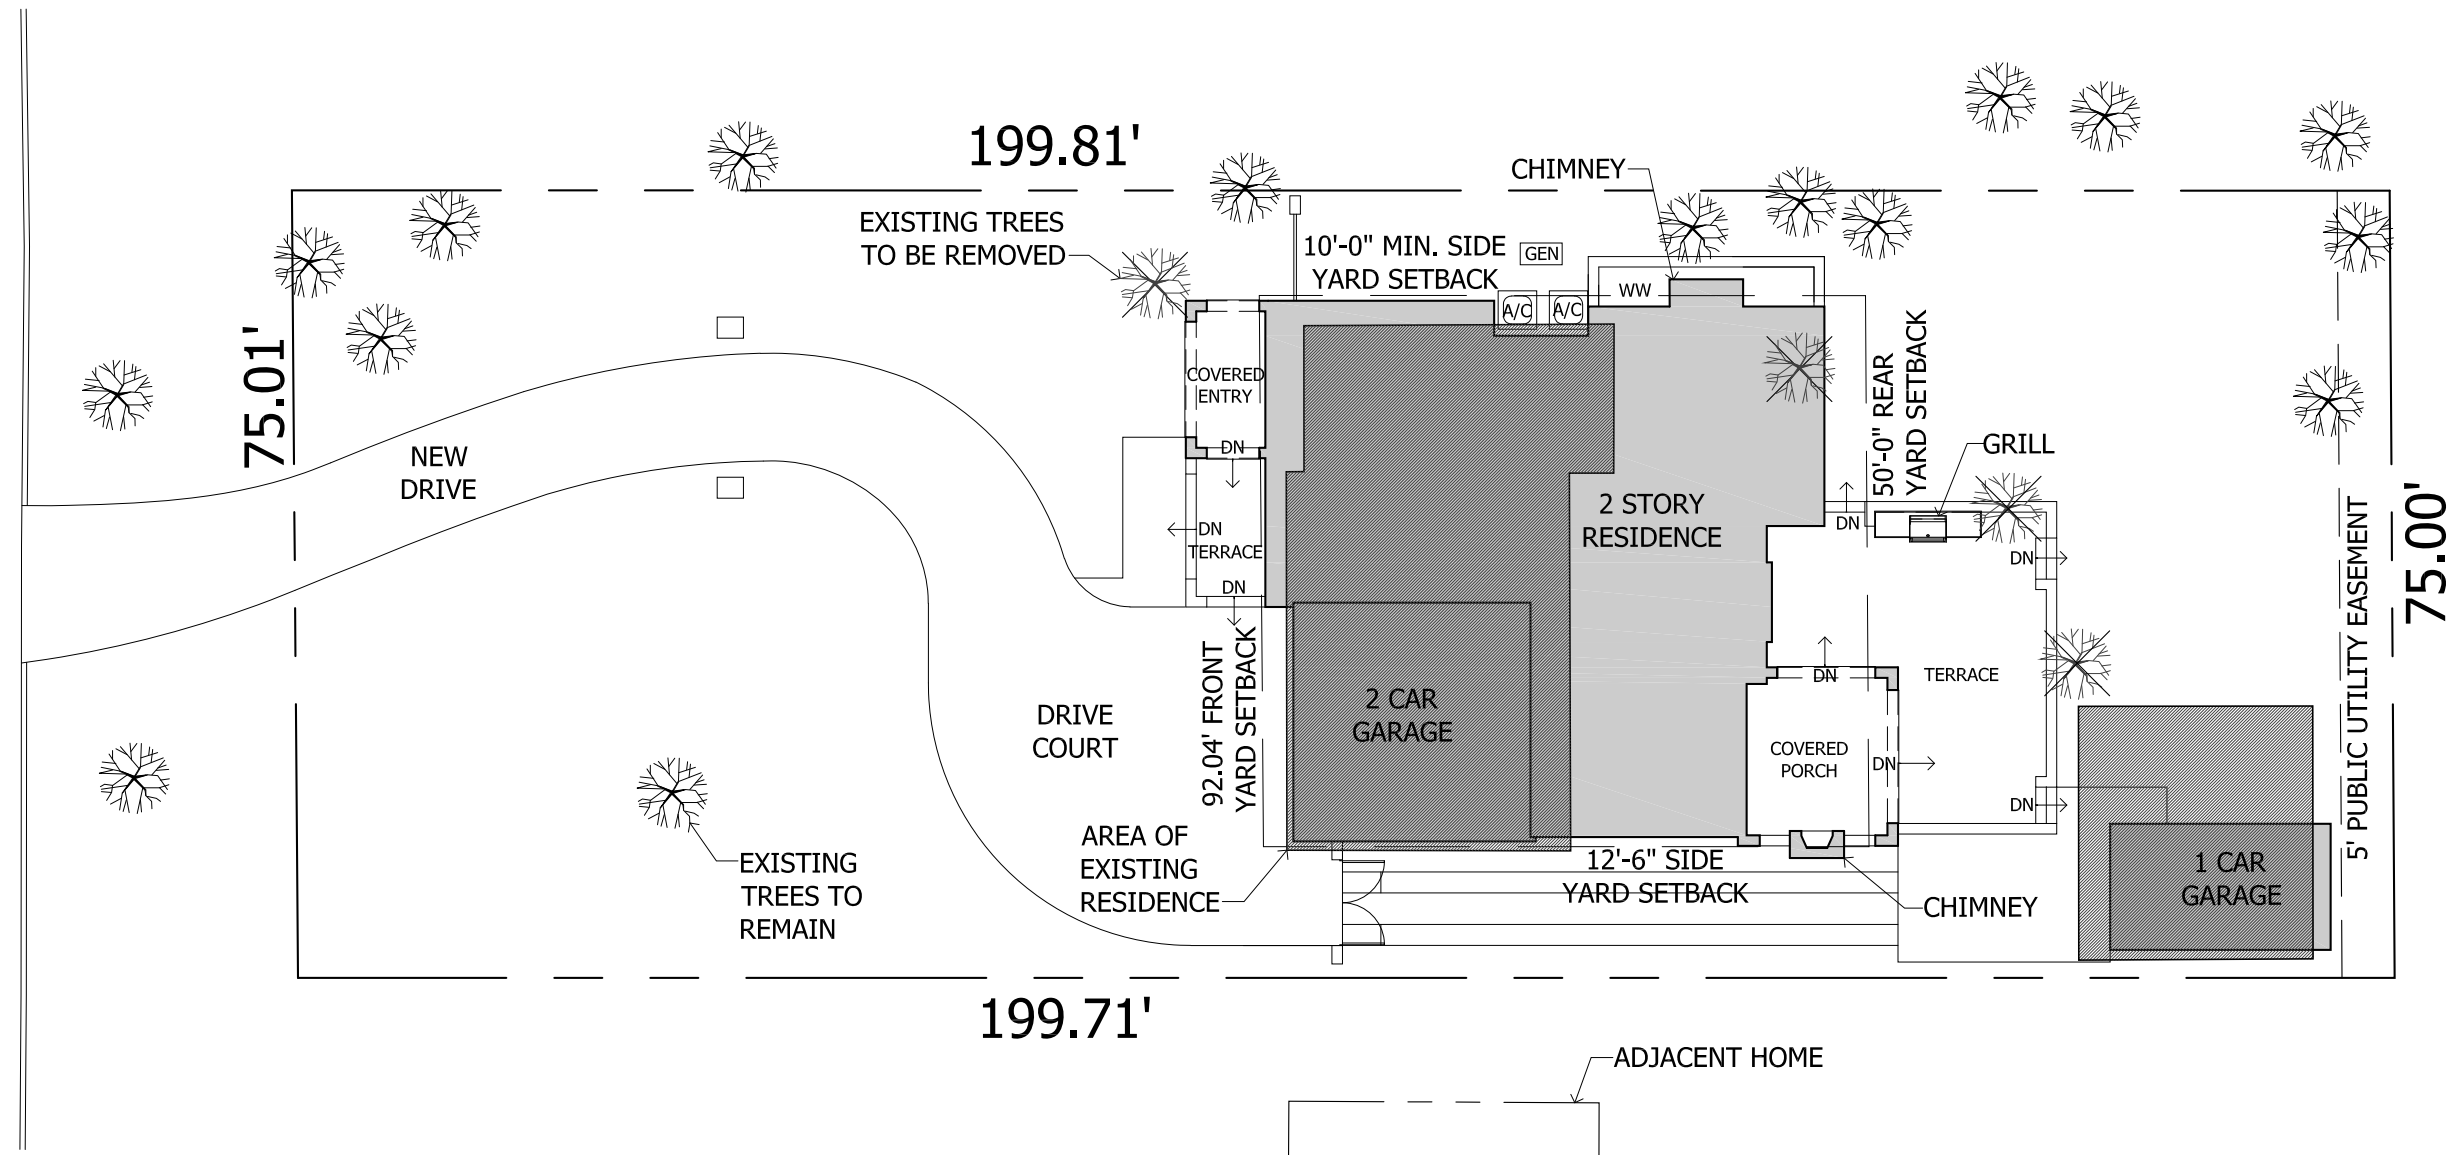 199.81'
CHIMNEY
EXISTING TREES
TO BE REMOVED
10'-0" MIN. SIDE
YARD SETBACK
GEN
WW
A/C
A/C
75.01'
COVERED
ENTRY
DN
50'-0" REAR
YARD SETBACK
GRILL
NEW
DRIVE
2 STORY
RESIDENCE
DN
DN
TERRACE
DN
DN
DN
5' PUBLIC UTILITY EASEMENT
75.00'
92.04' FRONT
YARD SETBACK
2 CAR
GARAGE
DN
TERRACE
DRIVE
COURT
COVERED
PORCH
DN
DN
AREA OF
EXISTING
RESIDENCE
EXISTING
TREES TO
REMAIN
12'-6" SIDE
YARD SETBACK
CHIMNEY
1 CAR
GARAGE
199.71'
ADJACENT HOME